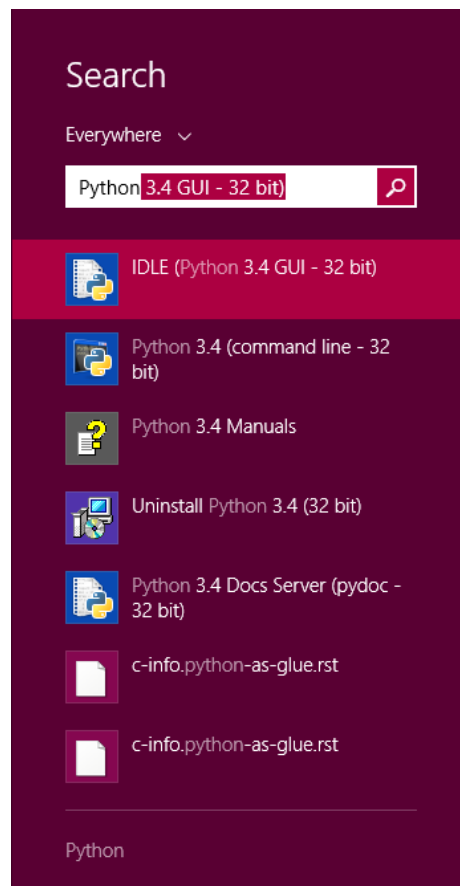 Search
Everywhere
Python 3.4 GUI - 32 bit)
IDLE (Python 3.4 GUI - 32 bit)
Python 3.4 (command line - 32
bit)
Python 3.4 Manuals
Uninstall Python 3.4 (32 bit)
Python 3.4 Docs Server (pydoc -
32 bit)
c-info.python-as-glue.rst
c-info.python-as-glue.rst
Python